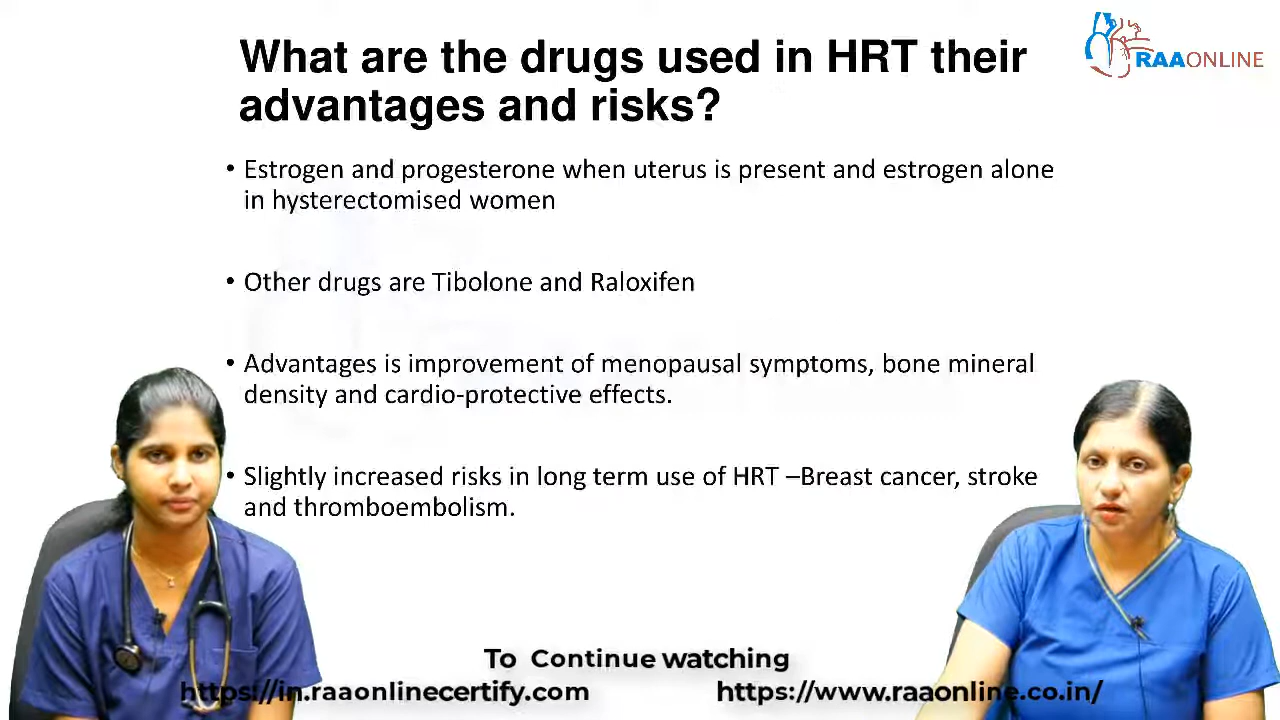 What are the drugs used in HRT their
advantages and risks?
RAAONLINE
• Estrogen and progesterone when uterus is present and estrogen alone
in hysterectomised women
• Other drugs are Tibolone and Raloxifen
• Advantages is improvement of menopausal symptoms, bone mineral
density and cardio-protective effects.
• Slightly increased risks in long term use of HRT –Breast cancer, stroke
and thromboembolism.
To Continue watching
https://in.raaonlinecertify.com
https://www.raaonline.co.in/